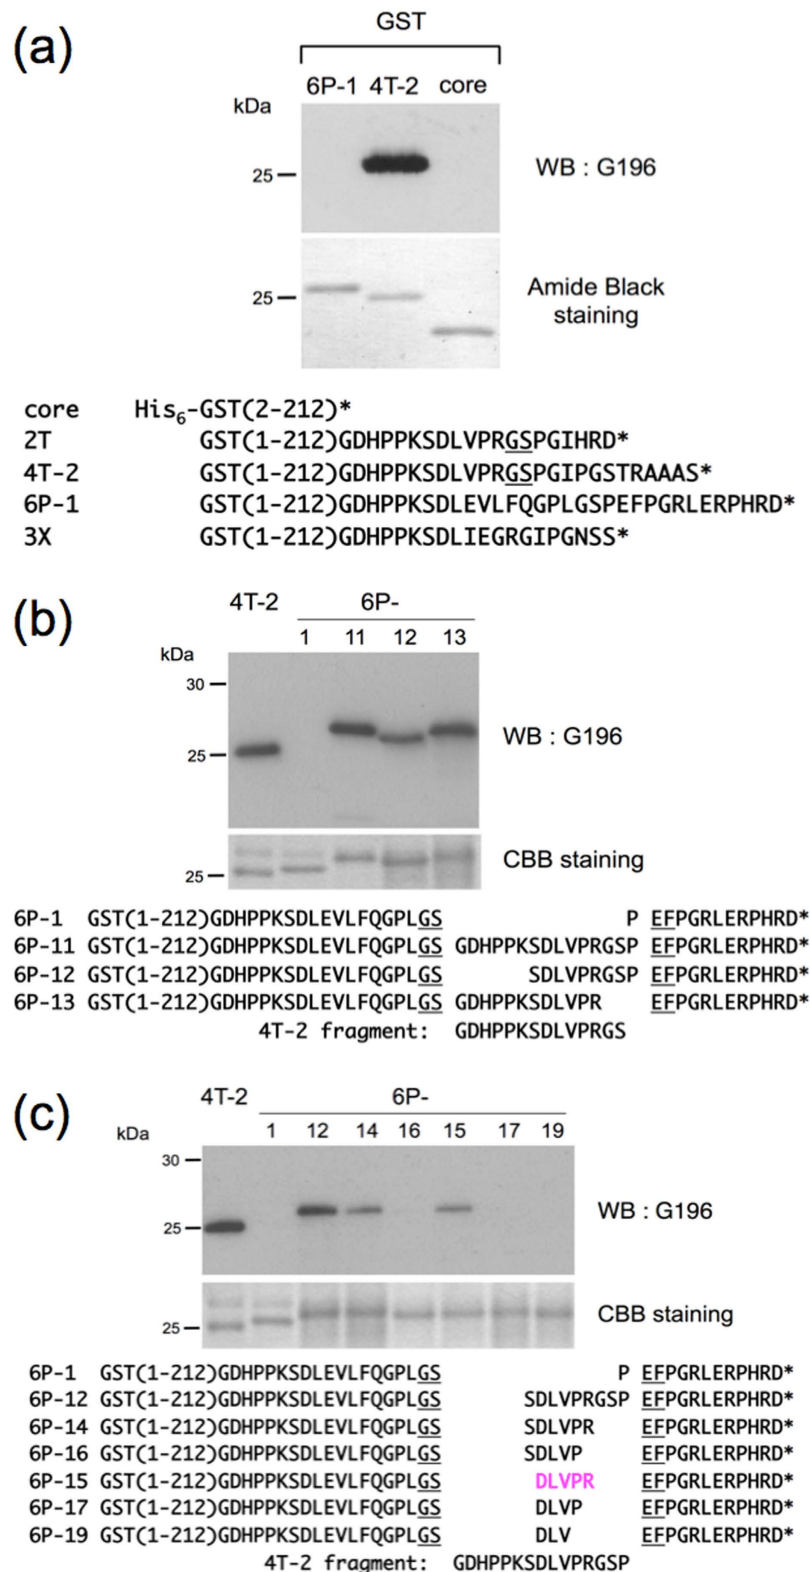 (a)
GST
6P-1 4T-2 core
kDa
25
WB : G196
25
Amide Black
staining
core His6-GST(2-212)*
2T GST(1-212)GDHPPKSDLVPRGSPGIHRD*
4T-2 GST(1-212)GDHPPKSDLVPRGSPGIPGSTRAAAS*
6P-1 GST(1-212)GDHPPKSDLEVLFQGPLGSPEFPGRLERPHRD*
3X GST(1-212)GDHPPKSDLIEGRGIPGNSS*
(b)
4T-2 6P-
1 11 12 13
kDa
30
25
WB : G196
25
CBB staining
6P-1 GST(1-212)GDHPPKSDLEVLFQGPLGS P EFPGRLERPHRD*
6P-11 GST(1-212)GDHPPKSDLEVLFQGPLGS GDHPPKSDLVPRGSP EFPGRLERPHRD*
6P-12 GST(1-212)GDHPPKSDLEVLFQGPLGS SDLVPRGSP EFPGRLERPHRD*
6P-13 GST(1-212)GDHPPKSDLEVLFQGPLGS GDHPPKSDLVPR EFPGRLERPHRD*
4T-2 fragment: GDHPPKSDLVPRGS
(c)
4T-2 6P-
kDa
1 12 14 16 15 17 19
30
25
WB : G196
25
CBB staining
6P-1 GST(1-212)GDHPPKSDLEVLFQGPLGS P EFPGRLERPHRD*
6P-12 GST(1-212)GDHPPKSDLEVLFQGPLGS SDLVPRGSP EFPGRLERPHRD*
6P-14 GST(1-212)GDHPPKSDLEVLFQGPLGS SDLVPR EFPGRLERPHRD*
6P-16 GST(1-212)GDHPPKSDLEVLFQGPLGS SDLVP EFPGRLERPHRD*
6P-15 GST(1-212)GDHPPKSDLEVLFQGPLGS DLVPR EFPGRLERPHRD*
6P-17 GST(1-212)GDHPPKSDLEVLFQGPLGS DLVP EFPGRLERPHRD*
6P-19 GST(1-212)GDHPPKSDLEVLFQGPLGS DLV EFPGRLERPHRD*
4T-2 fragment: GDHPPKSDLVPRGSP